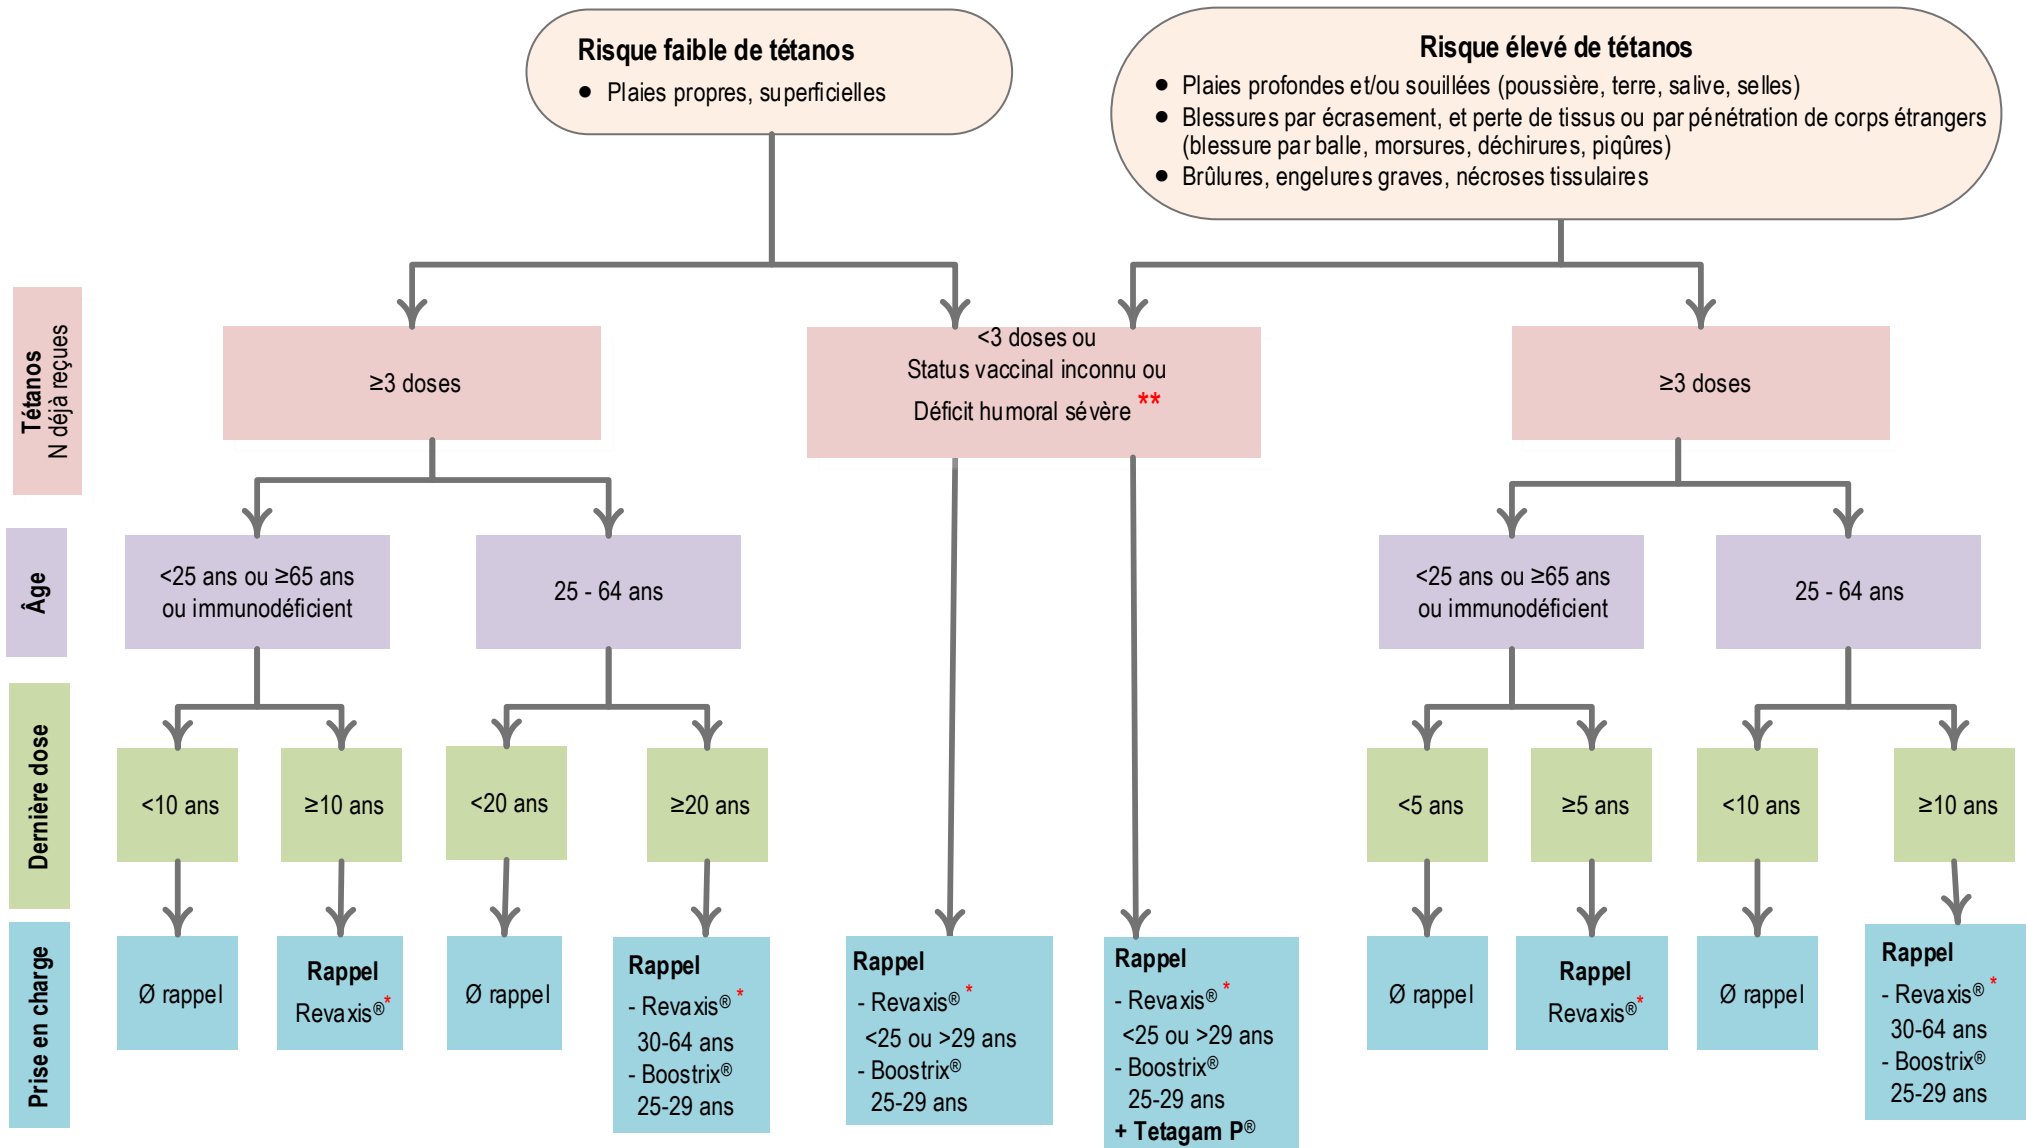 Risque faible de tétanos
● Plaies propres, superficielles
Risque élevé de tétanos
● Plaies profondes et/ou souillées (poussière, terre, salive, selles)
● Blessures par écrasement, et perte de tissus ou par pénétration de corps étrangers
(blessure par balle, morsures, déchirures, piqûres)
● Brûlures, engelures graves, nécroses tissulaires
Tétanos
N déjà reçues
≥3 doses
<3 doses ou
Status vaccinal inconnu ou
Déficit humoral sévère **
≥3 doses
Âge
<25 ans ou ≥65 ans
ou immunodéficient
25 - 64 ans
<25 ans ou ≥65 ans
ou immunodéficient
25 - 64 ans
Dernière dose
<10 ans
≥10 ans
<20 ans
≥20 ans
<5 ans
≥5 ans
<10 ans
≥10 ans
Prise en charge
Ø rappel
Rappel
Revaxis®*
Ø rappel
Rappel
- Revaxis® *
30-64 ans
- Boostrix®
25-29 ans
Rappel
- Revaxis® *
<25 ou >29 ans
- Boostrix®
25-29 ans
Rappel
- Revaxis® *
<25 ou >29 ans
- Boostrix®
25-29 ans
+ Tetagam P®
Ø rappel
Rappel
Revaxis®*
Ø rappel
Rappel
- Revaxis® *
30-64 ans
- Boostrix®
25-29 ans